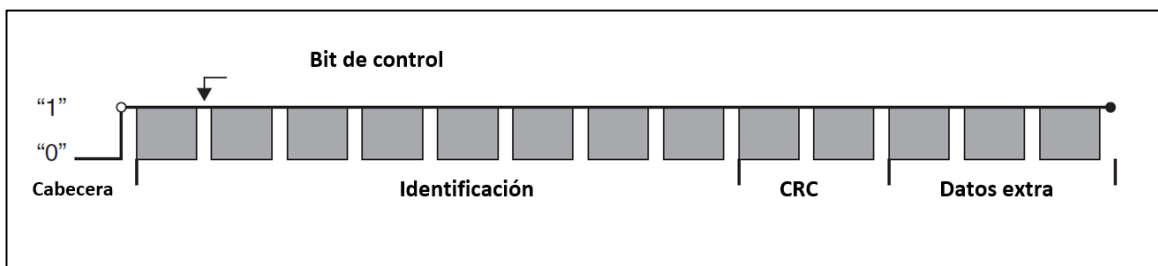 Bit de control
“1”
“0”
Cabecera
Identificación
CRC
Datos extra